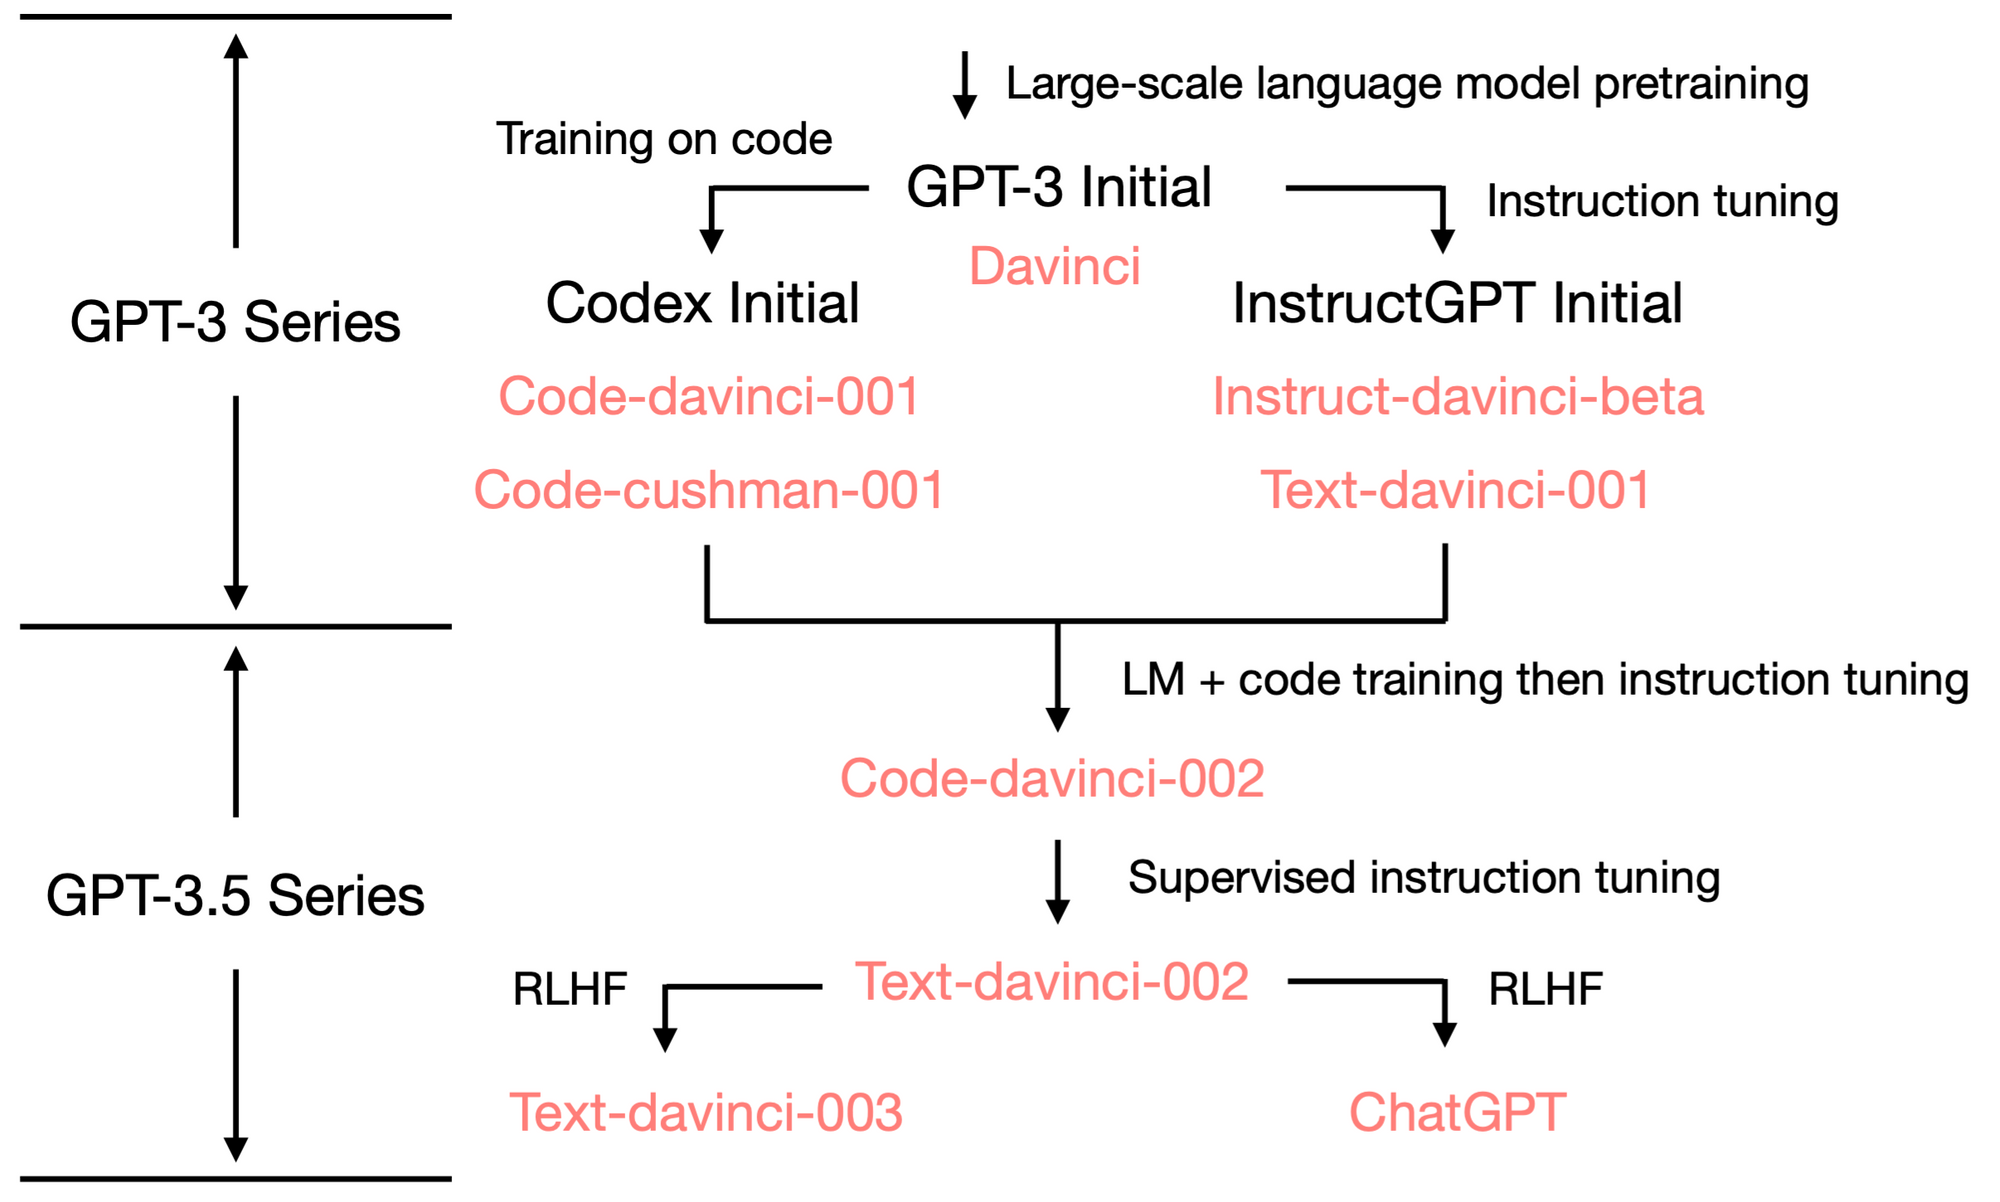 Large-scale language model pretraining
Training on code
GPT-3 Initial
Instruction tuning
Davinci
Codex Initial
InstructGPT Initial
GPT-3 Series
Code-davinci-001
Instruct-davinci-beta
Code-cushman-001
Text-davinci-001
LM + code training then instruction tuning
Code-davinci-002
Supervised instruction tuning
GPT-3.5 Series
RLHF
Text-davinci-002
RLHF
Text-davinci-003
ChatGPT